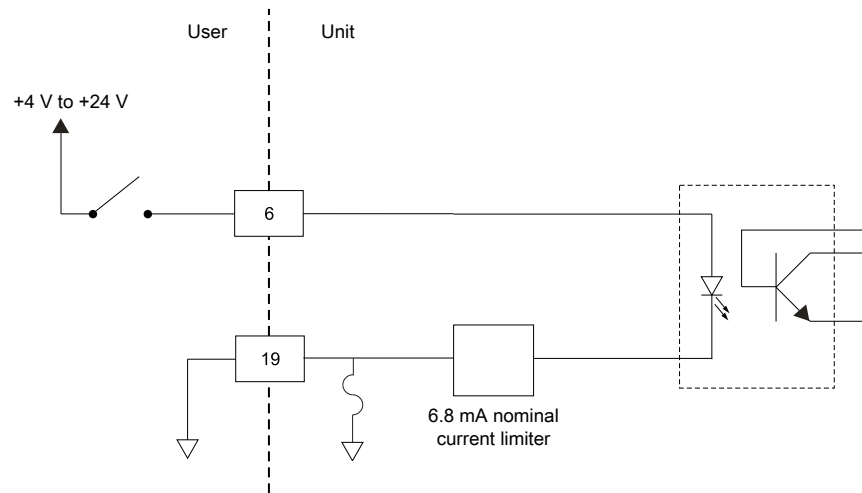 User
Unit
+4 V to +24 V
6
19
6.8 mA nominal
current limiter